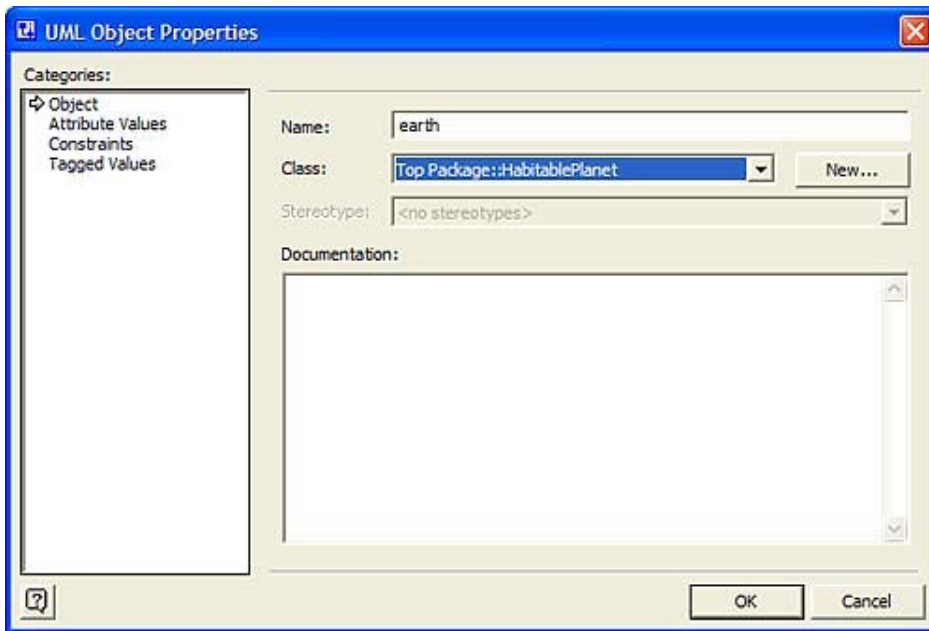 UML Object Properties
Categories:
Object
Attribute Values
Constraints
Tagged Values
Name:
earth
Class:
Top Package::HabitablePlanet
New...
Stereotype:
<no stereotypes>
Documentation:
OK
Cancel